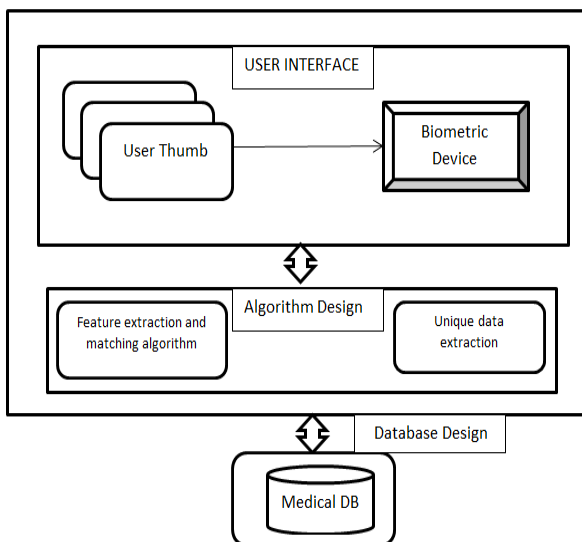 USER INTERFACE
User Thumb
Biometric
Device
Algorithm Design
Feature extraction and
matching algorithm
Unique data
extraction
Database Design
Medical DB